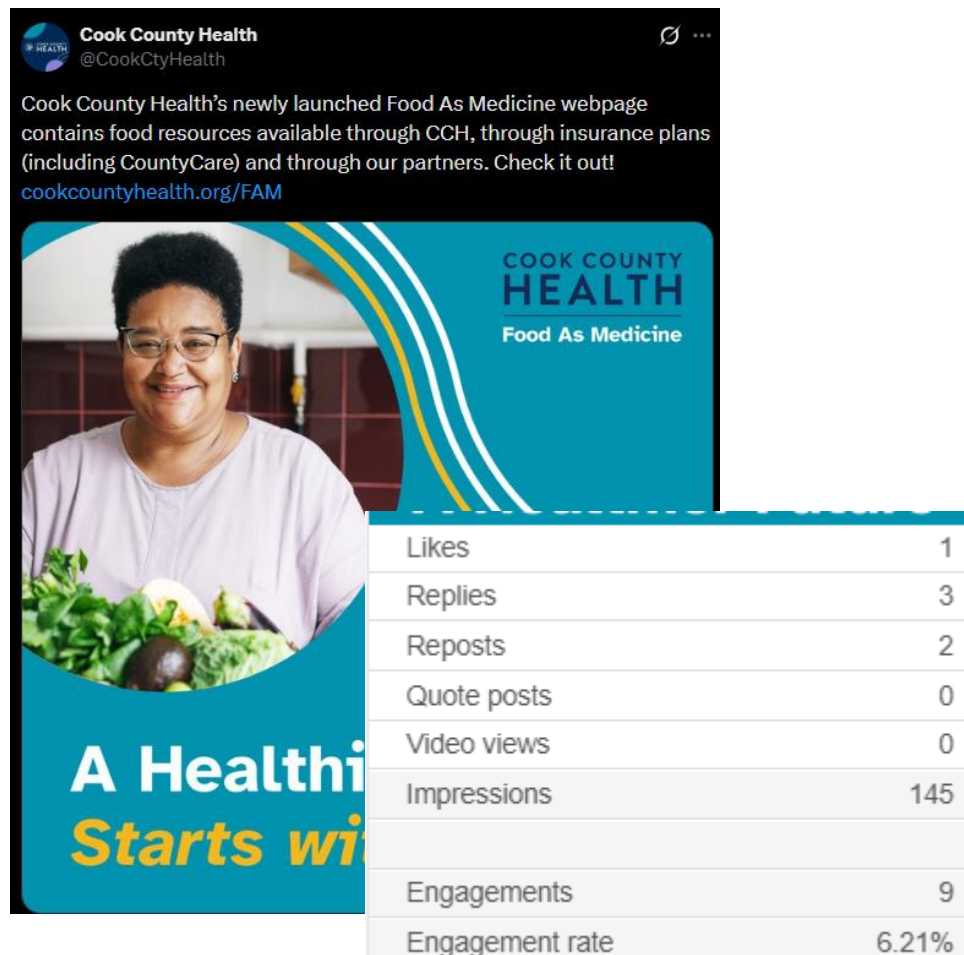 Cook County Health
@CookCtyHealth
Cook County Health’s newly launched Food As Medicine webpage
contains food resources available through CCH, through insurance plans
(including CountyCare) and through our partners. Check it out!
cookcountyhealth.org/FAM
COOK COUNTY
HEALTH
Food As Medicine
A Healthi
Starts wi
Likes 1
Replies 3
Reposts 2
Quote posts 0
Video views 0
Impressions 145
Engagements 9
Engagement rate 6.21%